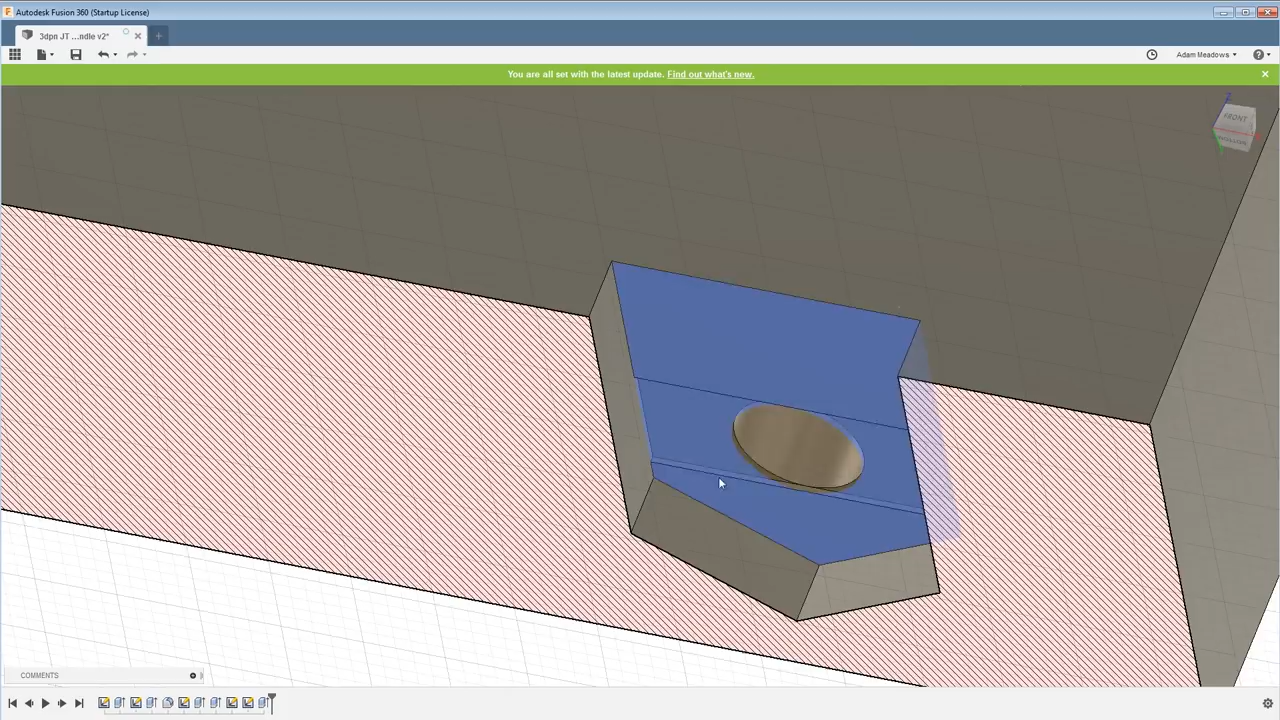 Autodesk Fusion 360 (Startup License)
3dpn JT ...ndle v2*
Adam Meadows
You are all set with the latest update. Find out what's new.
Z
FRONT
COMMENTS